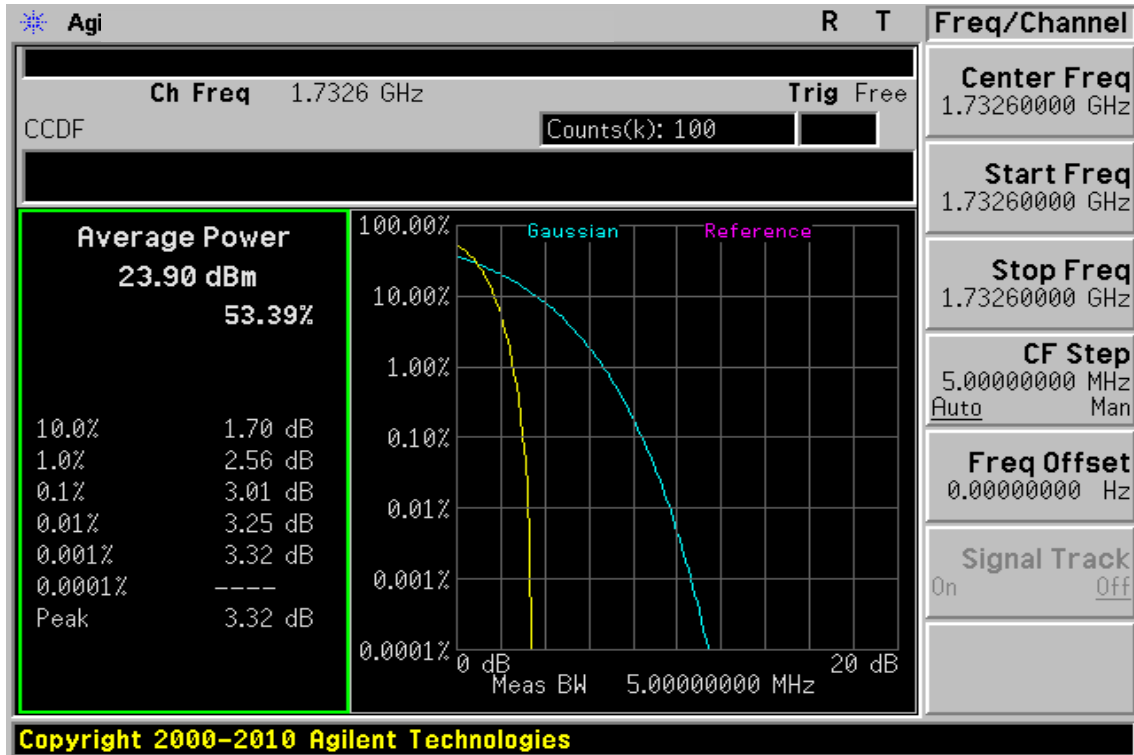 Agi R T
Ch Freq 1.7326 GHz Trig Free
CCDF Counts(k): 100
Average Power
23.90 dBm
53.39%
10.0% 1.70 dB
1.0% 2.56 dB
0.1% 3.01 dB
0.01% 3.25 dB
0.001% 3.32 dB
0.0001% ----
Peak 3.32 dB
Gaussian Reference
100.00%
10.00%
1.00%
0.10%
0.01%
0.001%
0.0001%
0 dB 20 dB
Meas BW 5.00000000 MHz
Freq/Channel
Center Freq
1.73260000 GHz
Start Freq
1.73260000 GHz
Stop Freq
1.73260000 GHz
CF Step
5.00000000 MHz
Auto Man
Freq Offset
0.00000000 Hz
Signal Track
On Off
Copyright 2000-2010 Agilent Technologies